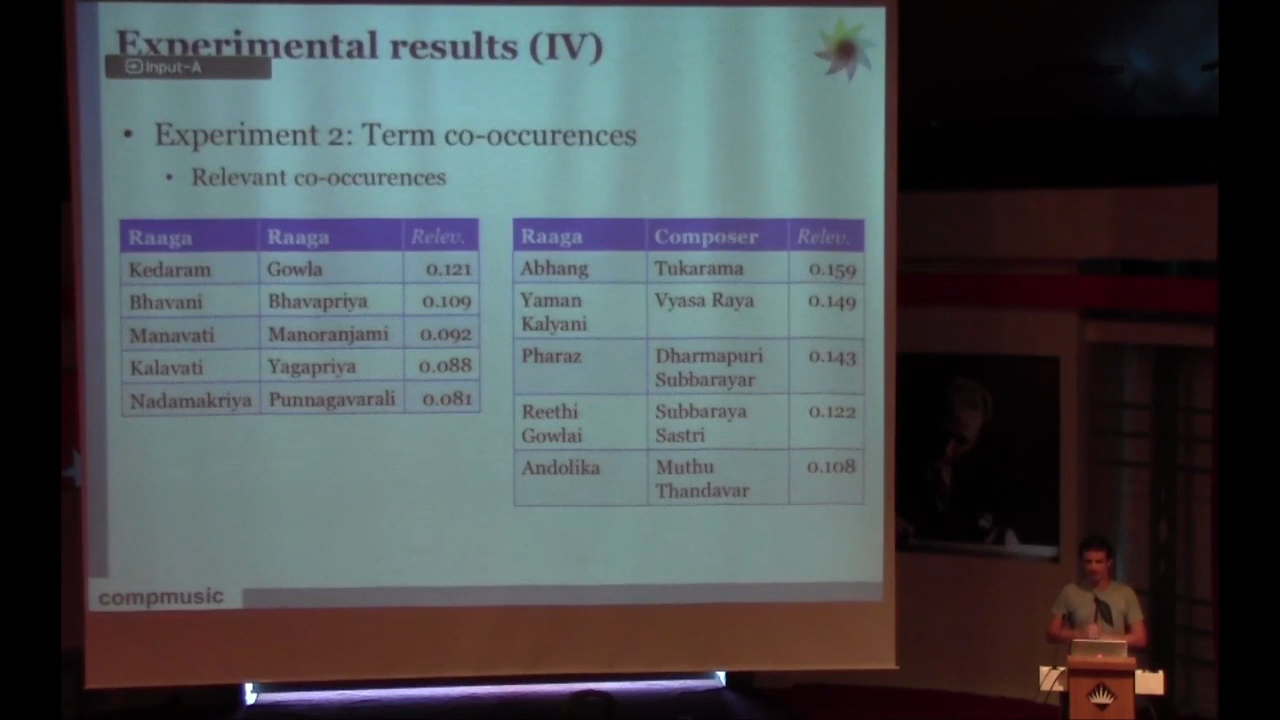 Experimental results (IV)
Input-A
• Experiment 2: Term co-occurences
• Relevant co-occurences
Raaga Raaga Relev.
Kedaram Gowla 0.121
Bhavani Bhavapriya 0.109
Manavati Manoranjami 0.092
Kalavati Yagapriya 0.088
Nadamakriya Punnagavarali 0.081
Raaga Composer Relev.
Abhang Tukarama 0.159
Yaman Vyasa Raya 0.149
Kalyani
Pharaz Dharmapuri 0.143
Subbarayar
Reethi Subbaraya 0.122
Gowlai Sastri
Andolika Muthu 0.108
Thandavar
compmusic